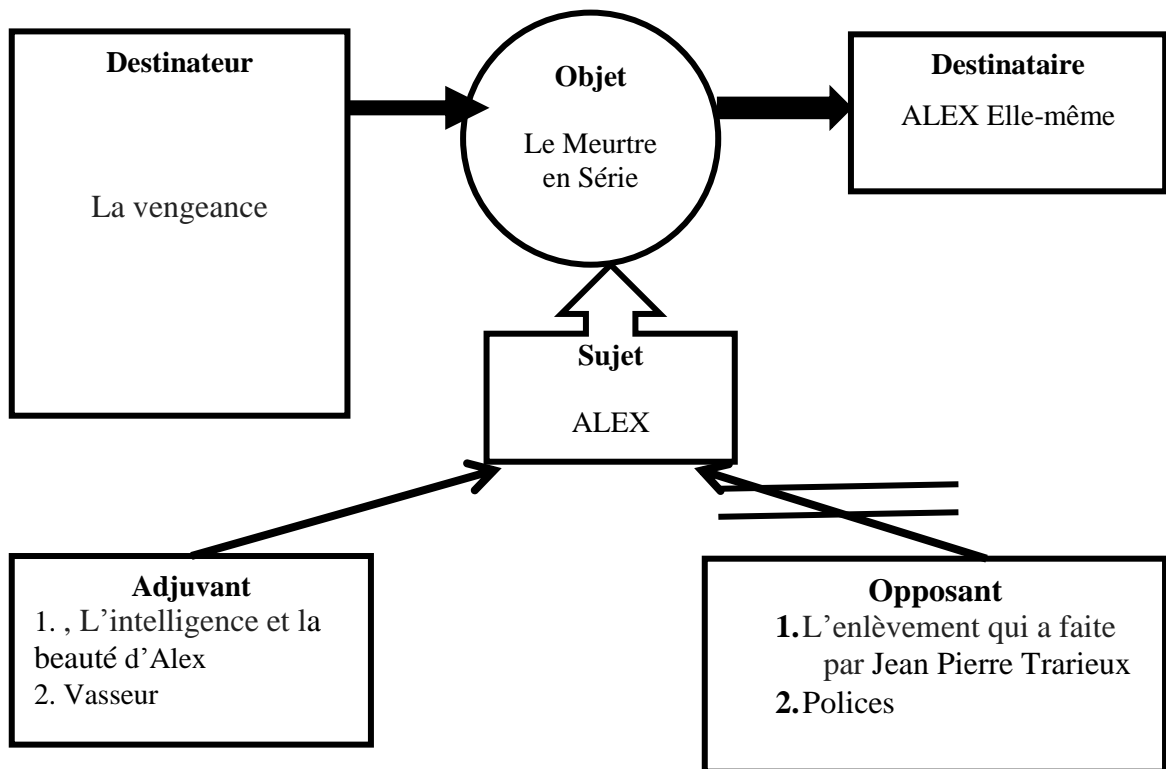 Destinateur
La vengeance
Objet
Le Meurtre
en Série
Destinataire
ALEX Elle-même
Sujet
ALEX
Adjuvant
1. , L’intelligence et la
beauté d’Alex
2. Vasseur
Opposant
1.L’enlèvement qui a faite
par Jean Pierre Trarieux
2.Polices